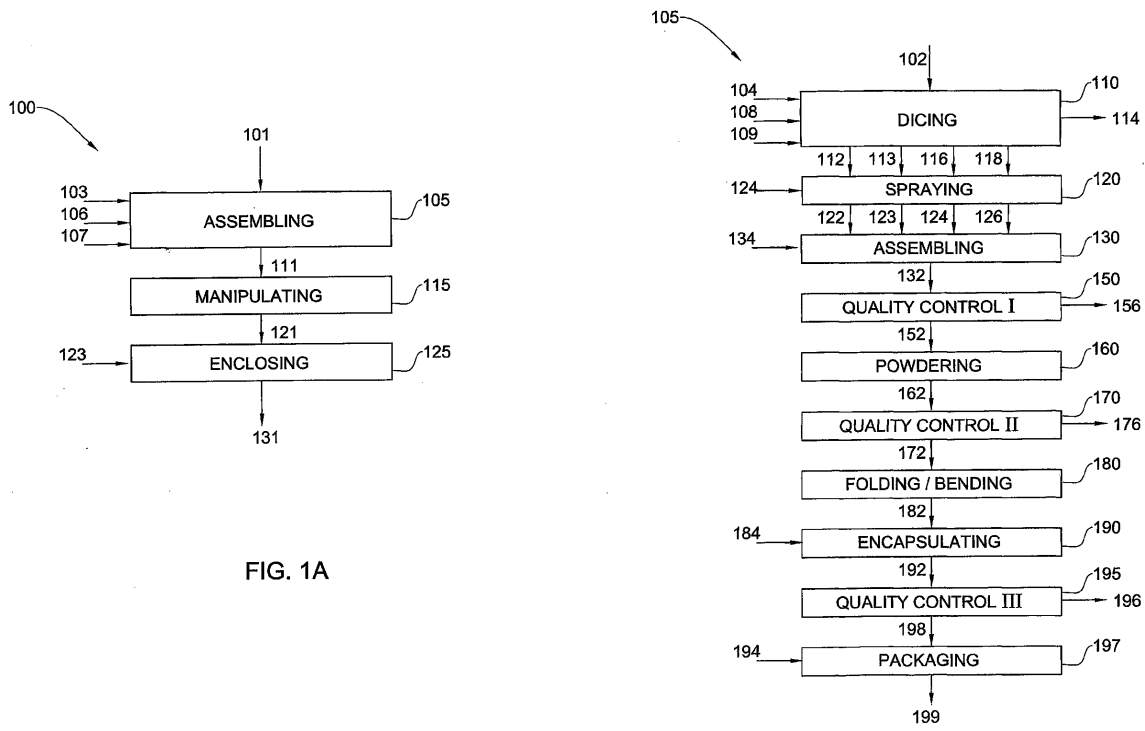 100
101
103
106
107
ASSEMBLING
105
111
MANIPULATING
115
121
123
ENCLOSING
125
131
FIG. 1A
105
102
104
108
109
DICING
110
114
112 113 116 118
124
SPRAYING
120
122 123 124 126
134
ASSEMBLING
130
132
150
QUALITY CONTROL I
156
152
POWDERING
160
162
170
QUALITY CONTROL II
176
172
FOLDING / BENDING
180
182
184
ENCAPSULATING
190
192
195
QUALITY CONTROL III
196
198
194
PACKAGING
197
199